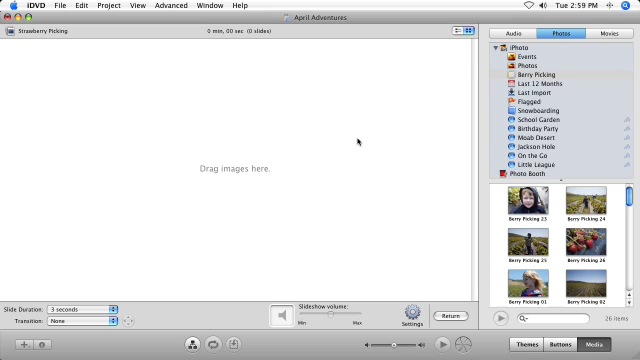 iDVD File Edit Project View Advanced Window Help Tue 2:59 PM
April Adventures
Strawberry Picking 0 min, 00 sec (0 slides)
Audio Photos Movies
iPhoto
Events
Photos
Berry Picking
Last 12 Months
Last Import
Flagged
Snowboarding
School Garden
Birthday Party
Moab Desert
Jackson Hole
On the Go
Little League
Photo Booth
Drag images here.
Berry Picking 23 Berry Picking 24
Berry Picking 25 Berry Picking 26
Berry Picking 01 Berry Picking 02
26 items
Slide Duration: 3 seconds
Transition: None
Slideshow volume:
Min Max
Settings
Return
Themes Buttons Media